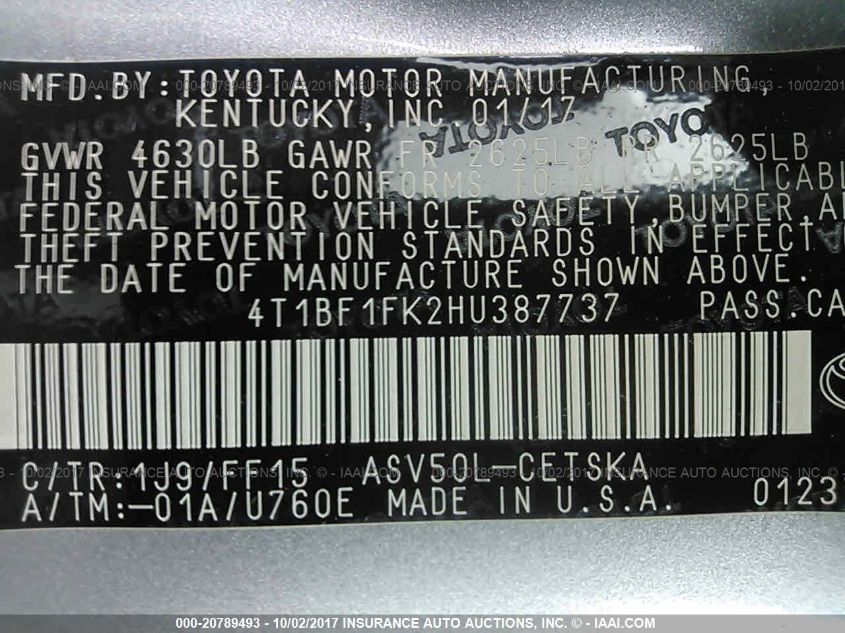 MFD.BY:TOYOTA MOTOR MANUFACTURING,
KENTUCKY,INC 01/17
TOYOTA TOYOTA TOYO
GVWR 4630LB GAWR FR 2625LB RR 2625LB
THIS VEHICLE CONFORMS TO ALL APPLICABL
FEDERAL MOTOR VEHICLE SAFETY,BUMPER,A
THEFT PREVENTION STANDARDS IN EFFECT
THE DATE OF MANUFACTURE SHOWN ABOVE.
4T1BF1FK2HU387737 PASS.CA
C/TR:1J9/FF15 ASV50L-CETSKA
A/TM:-01A/U760E MADE IN U.S.A. 0123
000-20789493 - 10/02/2017 INSURANCE AUTO AUCTIONS, INC. - © IAAI.COM